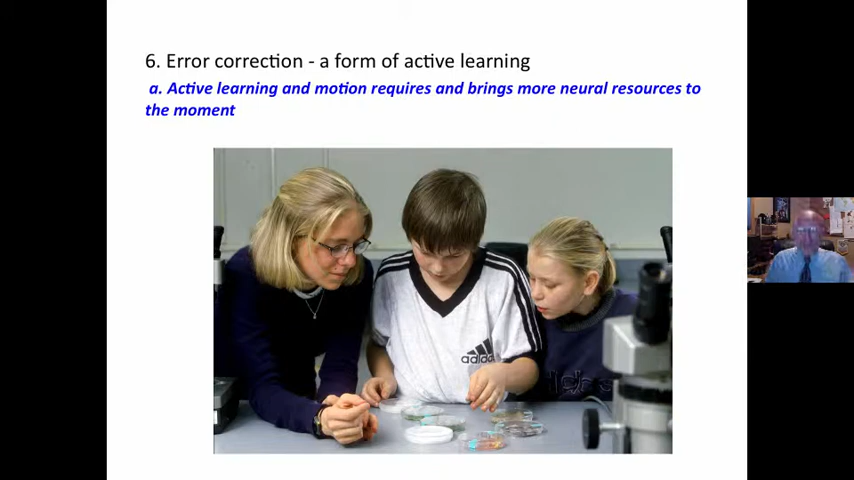 6. Error correction - a form of active learning
a. Active learning and motion requires and brings more neural resources to
the moment
adidas
adidas